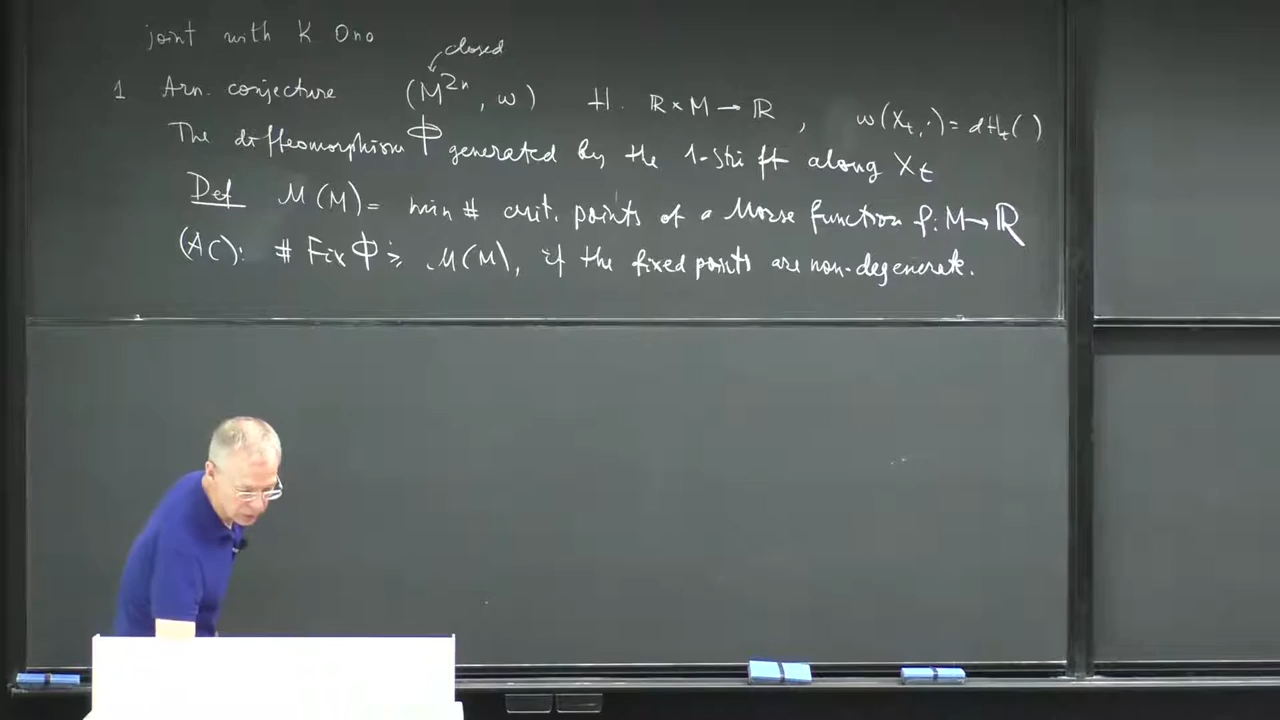 joint with K Ono
closed
1 Arn. conjecture (M²ⁿ, ω) H: ℝ×M→ℝ, ω(X_t,·)=dH_t( )
The diffeomorphism Φ generated by the 1-shift along X_t
Def M(M)= min # crit. points of a Morse function f: M→ℝ
(AC): # Fix Φ ≥ M(M), if the fixed points are non-degenerate.